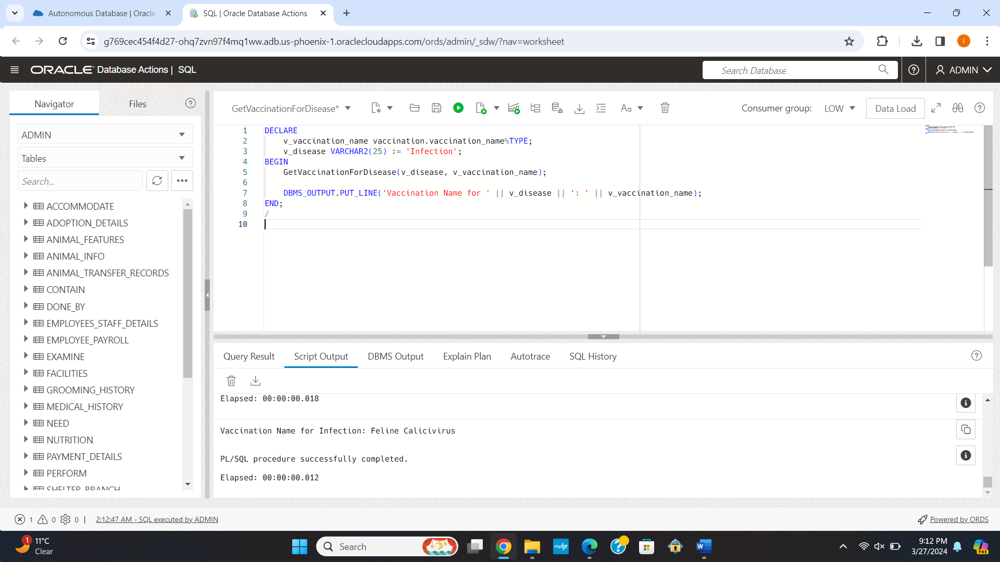 Autonomous Database | Oracle
SQL | Oracle Database Actions
g769cec454f4d27-ohq7zvn97f4mq1ww.adb.us-phoenix-1.oraclecloudapps.com/ords/admin/_sdw/?nav=worksheet
I
ORACLE Database Actions | SQL
Search Database
ADMIN
Navigator
Files
GetVaccinationForDisease*
Aa
Consumer group: LOW
Data Load
ADMIN
Tables
Search...
ACCOMMODATE
ADOPTION_DETAILS
ANIMAL_FEATURES
ANIMAL_INFO
ANIMAL_TRANSFER_RECORDS
CONTAIN
DONE_BY
EMPLOYEES_STAFF_DETAILS
EMPLOYEE_PAYROLL
EXAMINE
FACILITIES
GROOMING_HISTORY
MEDICAL_HISTORY
NEED
NUTRITION
PAYMENT_DETAILS
PERFORM
SHELTER_BRANCH
1 DECLARE
2 v_vaccination_name vaccination.vaccination_name%TYPE;
3 v_disease VARCHAR2(25) := 'Infection';
4 BEGIN
5 GetVaccinationForDisease(v_disease, v_vaccination_name);
6
7 DBMS_OUTPUT.PUT_LINE('Vaccination Name for ' || v_disease || ': ' || v_vaccination_name);
8 END;
9 /
10
Query Result
Script Output
DBMS Output
Explain Plan
Autotrace
SQL History
Elapsed: 00:00:00.018
Vaccination Name for Infection: Feline Calicivirus
PL/SQL procedure successfully completed.
Elapsed: 00:00:00.012
1 0 0 | 2:12:47 AM - SQL executed by ADMIN
Powered by ORDS
1
11°C
Clear
Search
myhp
W
9:12 PM
3/27/2024
PRE